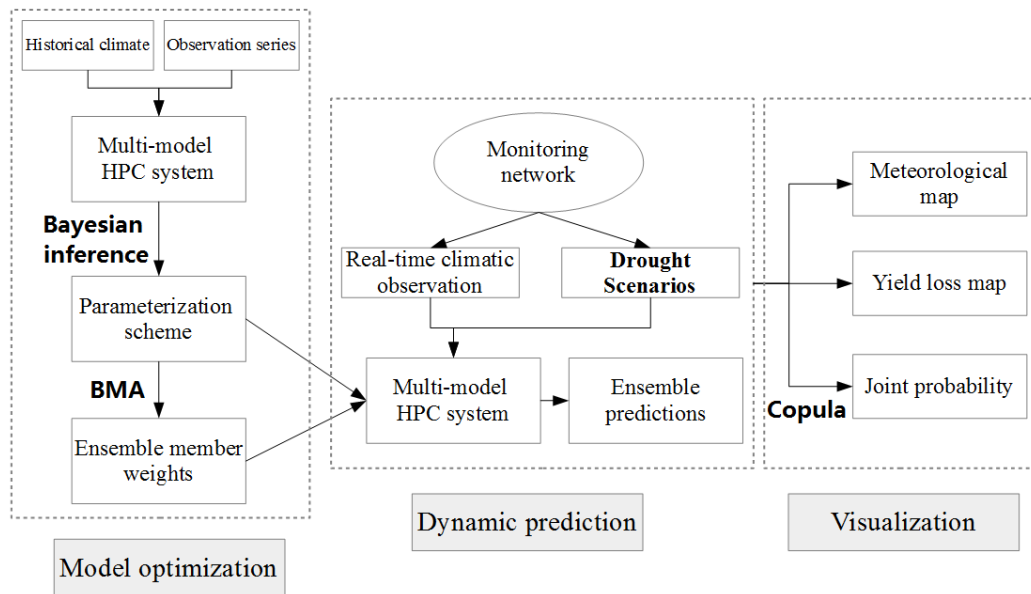 Historical climate
Observation series
Multi-model
HPC system
Bayesian
inference
Parameterization
scheme
BMA
Ensemble member
weights
Model optimization
Monitoring
network
Real-time climatic
observation
Drought
Scenarios
Multi-model
HPC system
Ensemble
predictions
Dynamic prediction
Meteorological
map
Yield loss map
Joint probability
Copula
Visualization